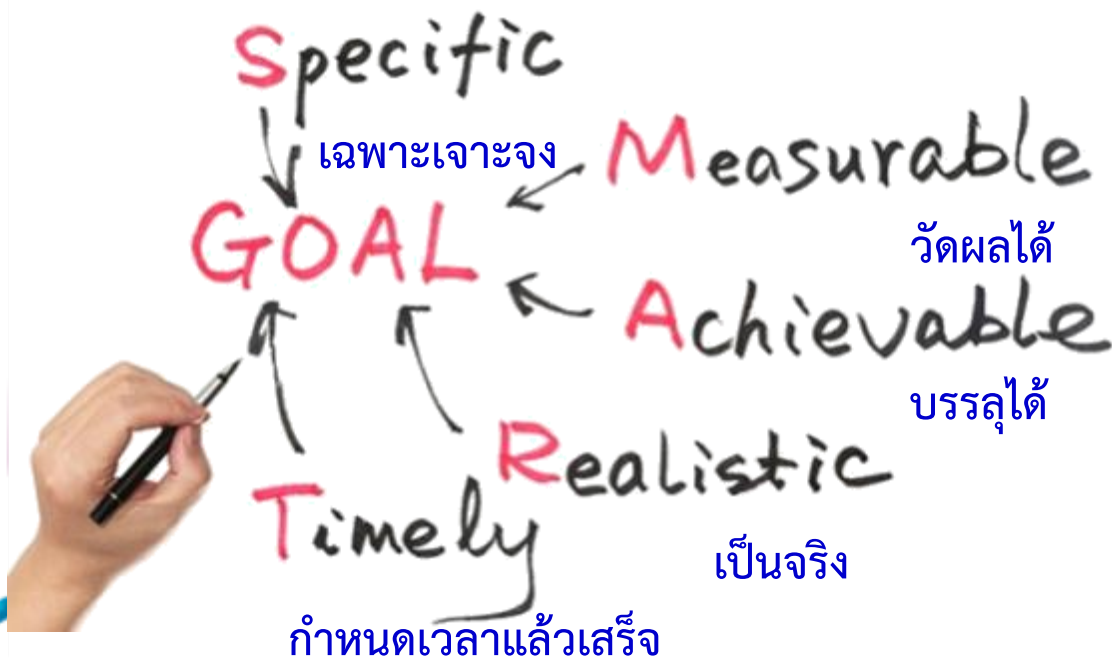 Specific
เฉพาะเจาะจง
Measurable
วัดผลได้
GOAL
Achievable
บรรลุได้
Realistic
เป็นจริง
Timely
กำหนดเวลาแล้วเสร็จ